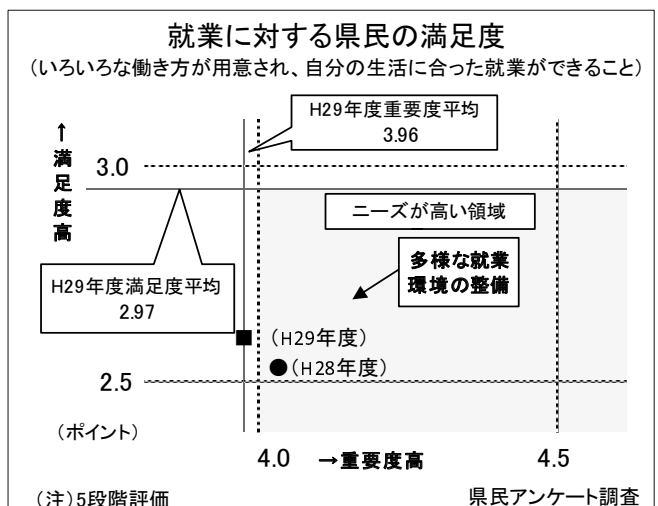 就業に対する県民の満足度
(いろいろな働き方が用意され、自分の生活に合った就業ができること)
H29年度重要度平均
3.96
↑満足度高
3.0
ニーズが高い領域
多様な就業
環境の整備
H29年度満足度平均
2.97
(H29年度)
(H28年度)
2.5
(ポイント)
4.0
→重要度高
4.5
(注)5段階評価
県民アンケート調査